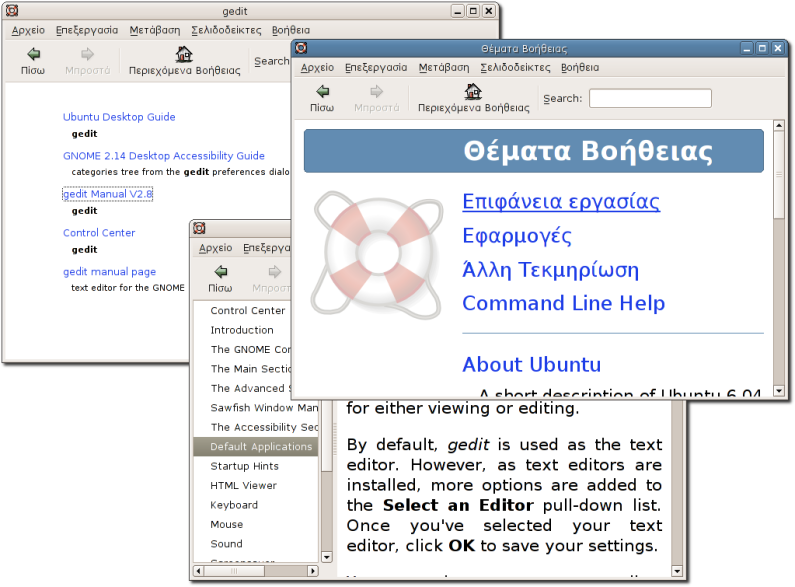 gedit
Αρχείο Επεξεργασία Μετάβαση Σελιδοδείκτες Βοήθεια
Πίσω Μπροστά Περιεχόμενα Βοήθειας Search:
Ubuntu Desktop Guide
gedit
GNOME 2.14 Desktop Accessibility Guide
categories tree from the gedit preferences dialo
gedit Manual V2.8
gedit
Control Center
gedit
gedit manual page
text editor for the GNOME
Θέματα Βοήθειας
Αρχείο Επεξεργασία Μετάβαση Σελιδοδείκτες Βοήθεια
Πίσω Μπροστά Περιεχόμενα Βοήθειας Search:
Θέματα Βοήθειας
Επιφάνεια εργασίας
Εφαρμογές
Άλλη Τεκμηρίωση
Command Line Help
About Ubuntu
A short description of Ubuntu 6.04
Αρχείο Επεξεργα
Πίσω Μπροστ
Control Center
Introduction
The GNOME Cor
The Main Sectio
The Advanced S
Sawfish Window Man
The Accessibility Sec
Default Applications
Startup Hints
HTML Viewer
Keyboard
Mouse
Sound
for either viewing or editing.
By default, gedit is used as the text
editor. However, as text editors are
installed, more options are added to
the Select an Editor pull-down list.
Once you've selected your text
editor, click OK to save your settings.